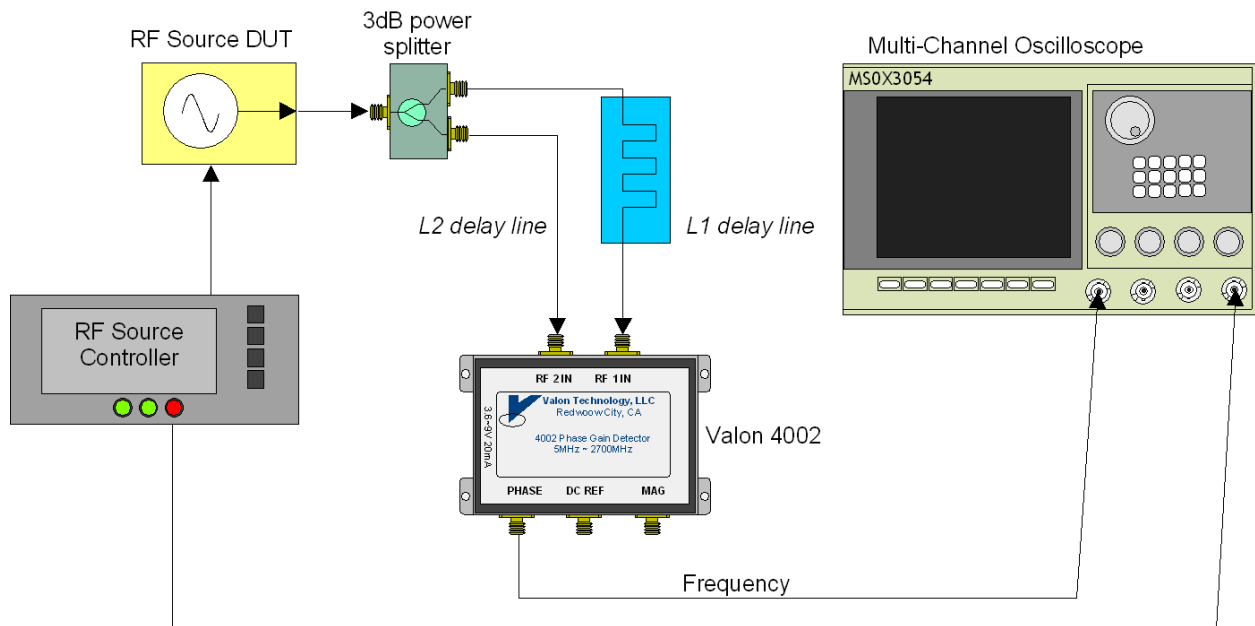 RF Source DUT
3dB power
splitter
Multi-Channel Oscilloscope
MSOX3054
L2 delay line
L1 delay line
RF Source
Controller
RF 2IN RF 1IN
3.6~9V 20mA
Valon Technology, LLC
RedwoowCity, CA
4002 Phase Gain Detector
5MHz ~ 2700MHz
PHASE DC REF MAG
Valon 4002
Frequency